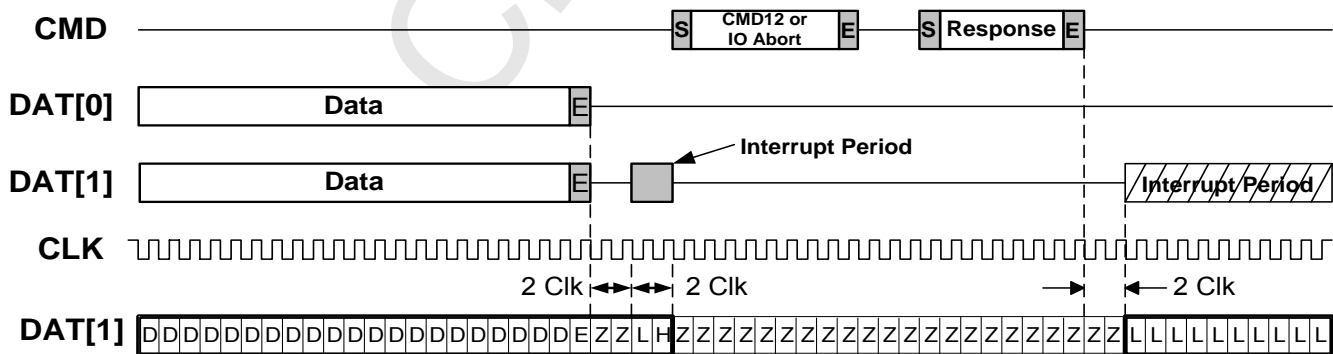 CMD S CMD12 or IO Abort E S Response E
DAT[0] Data E
Interrupt Period
DAT[1] Data E Interrupt Period
CLK
2 Clk 2 Clk 2 Clk
DAT[1] D D D D D D D D D D D D D D D D D D D D D E Z Z L H Z Z Z Z Z Z Z Z Z Z Z Z Z Z Z Z Z Z Z Z Z Z L L L L L L L L L L